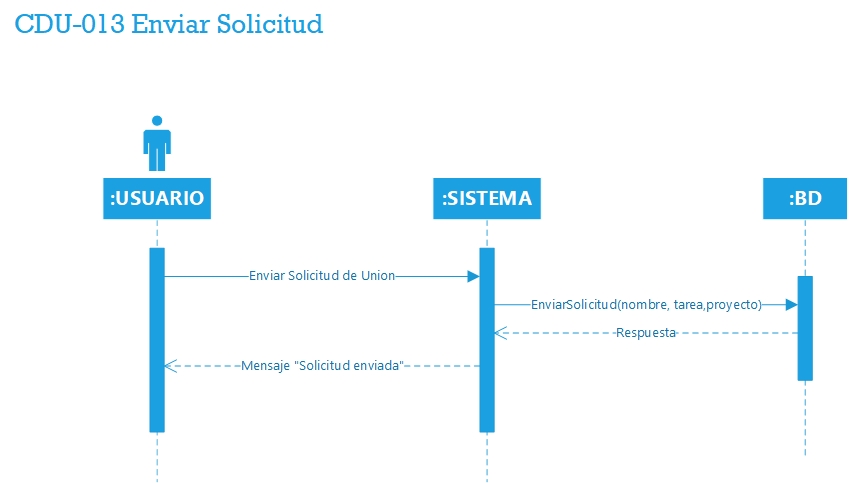 CDU-013 Enviar Solicitud
:USUARIO
:SISTEMA
:BD
Enviar Solicitud de Union
EnviarSolicitud(nombre, tarea,proyecto)
Respuesta
Mensaje "Solicitud enviada"